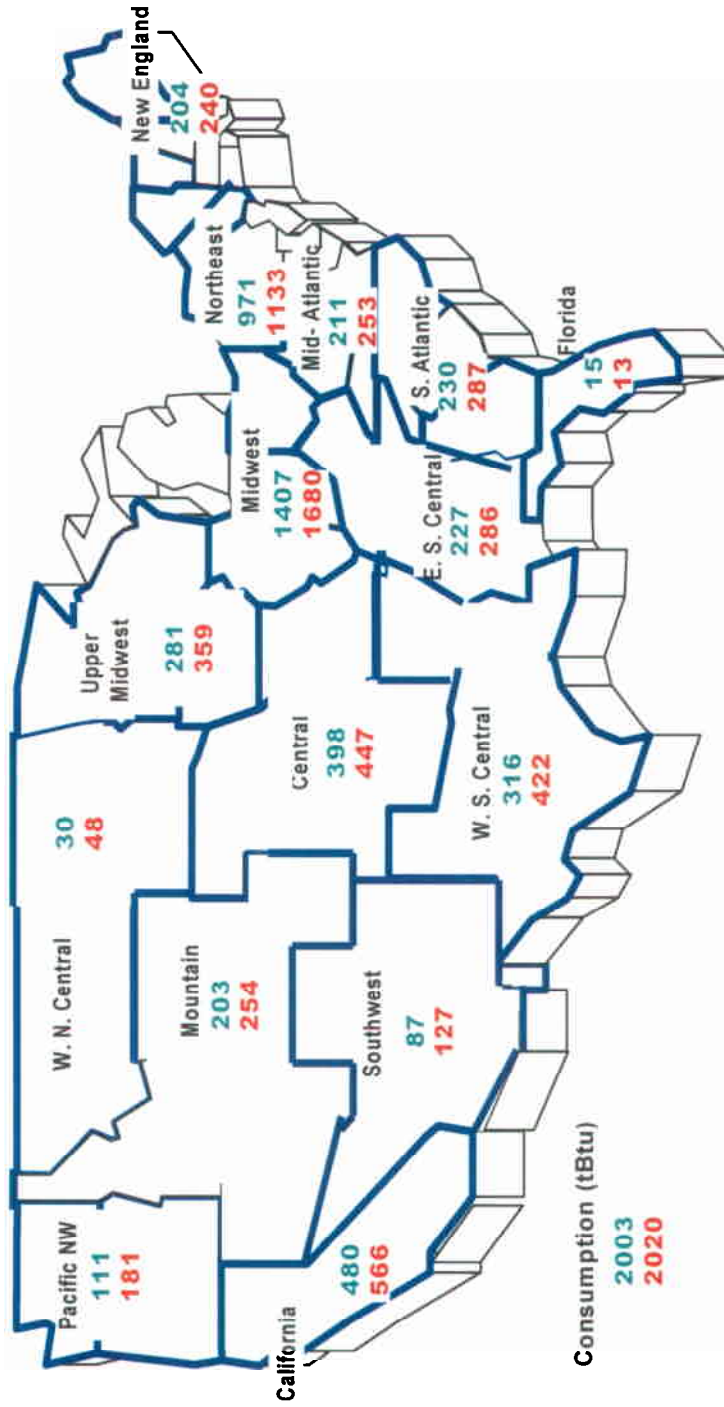 New England
204
240
Northeast
971
1133
Mid- Atlantic
211
253
S. Atlantic
230
287
Florida
15
13
Midwest
1407
1680
E. S. Central
227
286
Upper
Midwest
281
359
Central
398
447
W. S. Central
316
422
W. N. Central
30
48
Mountain
203
254
Southwest
87
127
Pacific NW
111
181
California
480
566
Consumption (tBtu)
2003
2020